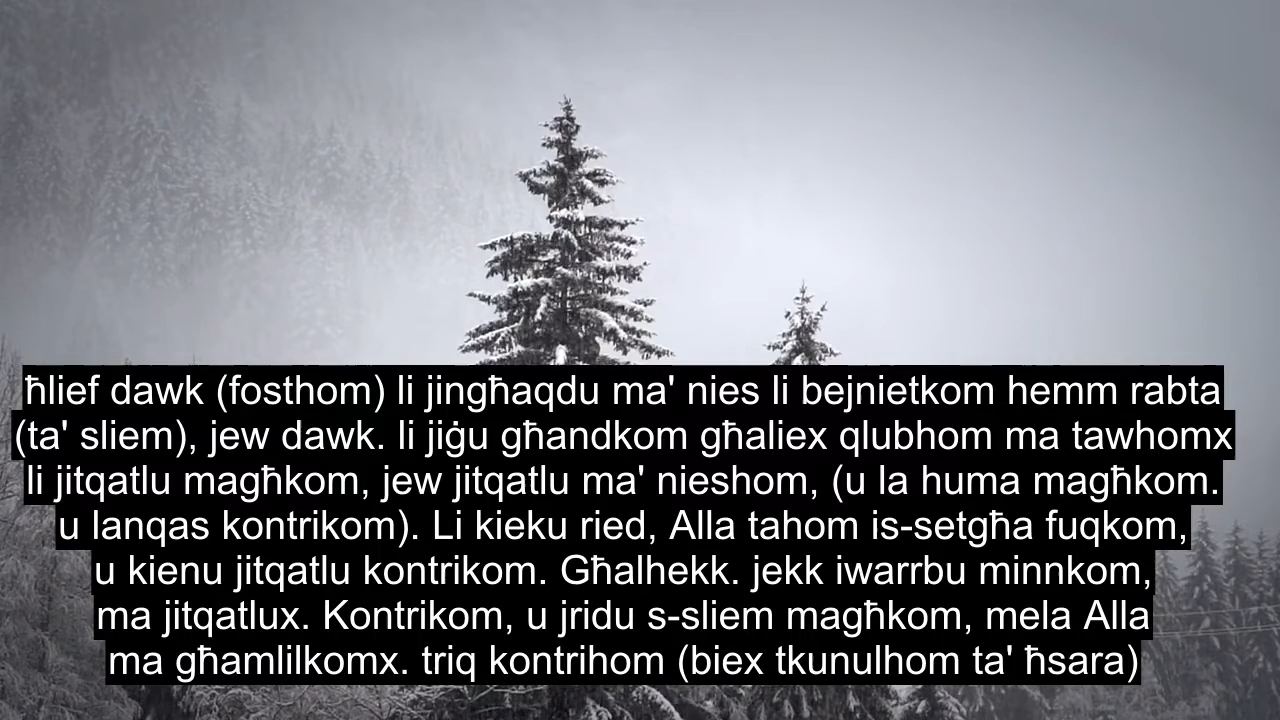 ħlief dawk (fosthom) li jingħaqdu ma' nies li bejnietkom hemm rabta
(ta' sliem), jew dawk. li jiġu għandkom għaliex qlubhom ma tawhomx
li jitqatlu magħkom, jew jitqatlu ma' nieshom, (u la huma magħkom.
u lanqas kontrikom). Li kieku ried, Alla tahom is-setgħa fuqkom,
u kienu jitqatlu kontrikom. Għalhekk. jekk iwarrbu minnkom,
ma jitqatlux. Kontrikom, u jridu s-sliem magħkom, mela Alla
ma għamlilkomx. triq kontrihom (biex tkunulhom ta' ħsara)